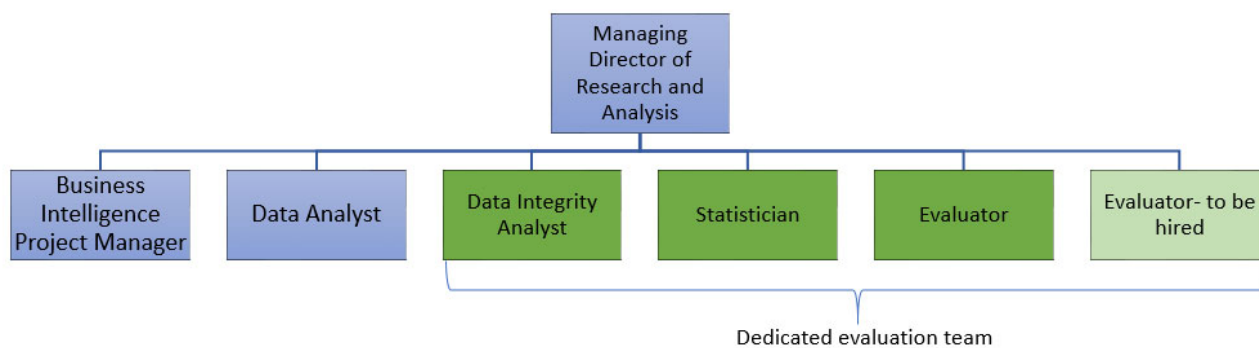 Managing
Director of
Research and
Analysis
Business
Intelligence
Project Manager
Data Analyst
Data Integrity
Analyst
Statistician
Evaluator
Evaluator- to be
hired
Dedicated evaluation team